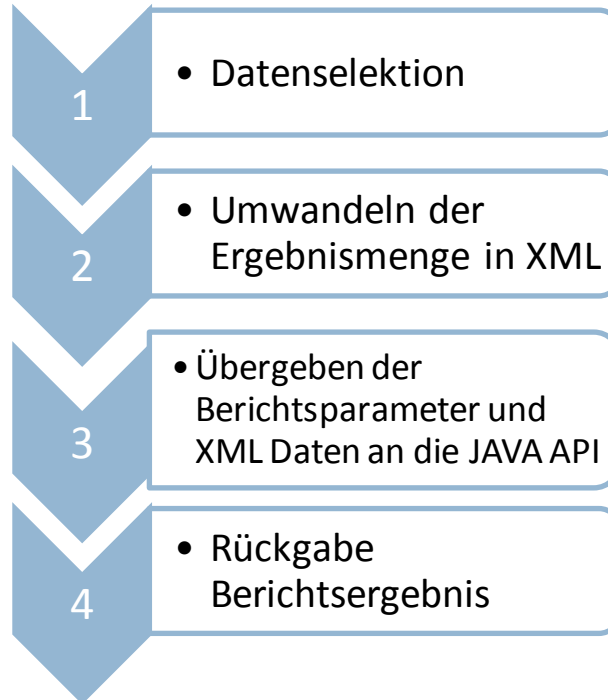 1
• Datenselektion
2
• Umwandeln der
Ergebnismenge in XML
3
• Übergeben der
Berichtsparameter und
XML Daten an die JAVA API
4
• Rückgabe
Berichtsergebnis